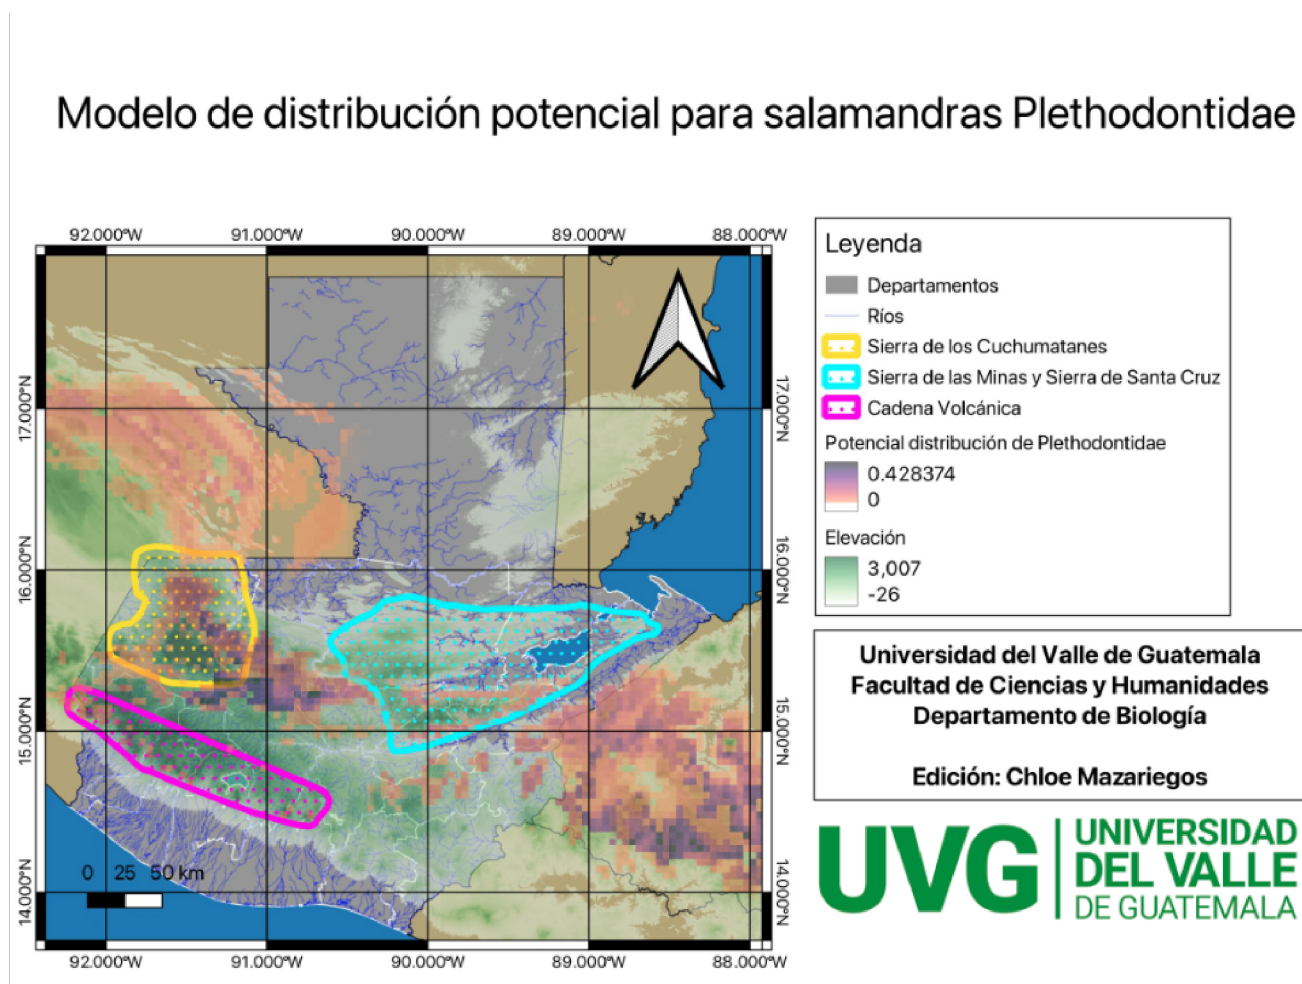 Modelo de distribución potencial para salamandras Plethodontidae
92.000°W 91.000°W 90.000°W 89.000°W 88.000°W
17.000°N
16.000°N
15.000°N
14.000°N
17.000°N
16.000°N
15.000°N
14.000°N
0 25 50 km
92.000°W 91.000°W 90.000°W 89.000°W 88.000°W
Leyenda
Departamentos
Ríos
Sierra de los Cuchumatanes
Sierra de las Minas y Sierra de Santa Cruz
Cadena Volcánica
Potencial distribución de Plethodontidae
0.428374
0
Elevación
3,007
-26
Universidad del Valle de Guatemala
Facultad de Ciencias y Humanidades
Departamento de Biología
Edición: Chloe Mazariegos
UVG
UNIVERSIDAD
DEL VALLE
DE GUATEMALA